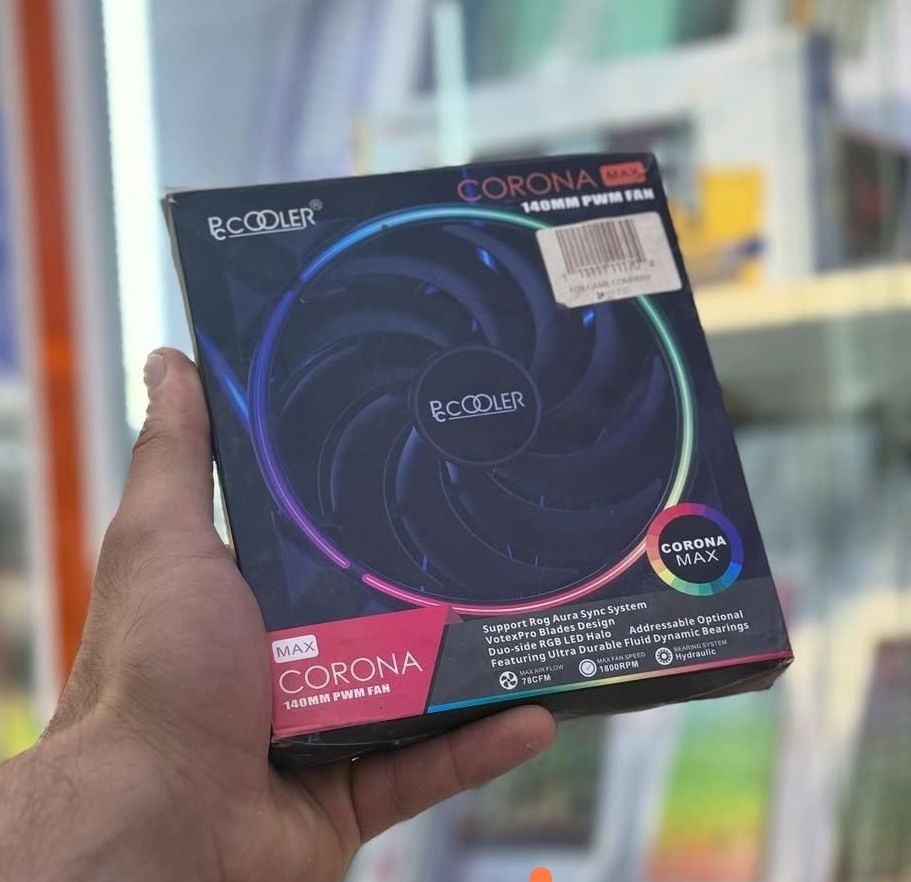 PCCOOLER®
CORONA MAX
140MM PWM FAN
PCCOOLER
CORONA
MAX
MAX
CORONA
140MM PWM FAN
Support Rog Aura Sync System
VotexPro Blades Design
Duo-side RGB LED Halo Addressable Optional
Featuring Ultra Durable Fluid Dynamic Bearings
MAX AIR FLOW
78CFM
MAX FAN SPEED
1800RPM
BEARING SYSTEM
Hydraulic